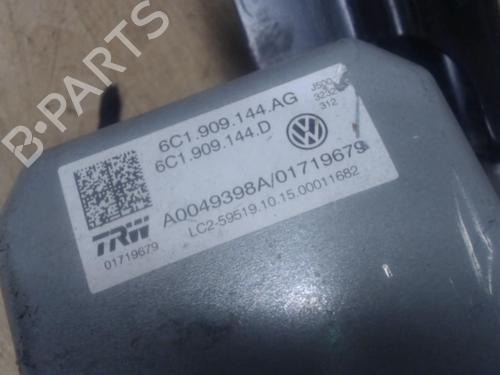 B-PARTS
6C1.909.144.AG
6C1.909.144.D
J500
3232
312
A0049398A/01719679
LC2-59519.10.15.00011682
TRW
01719679